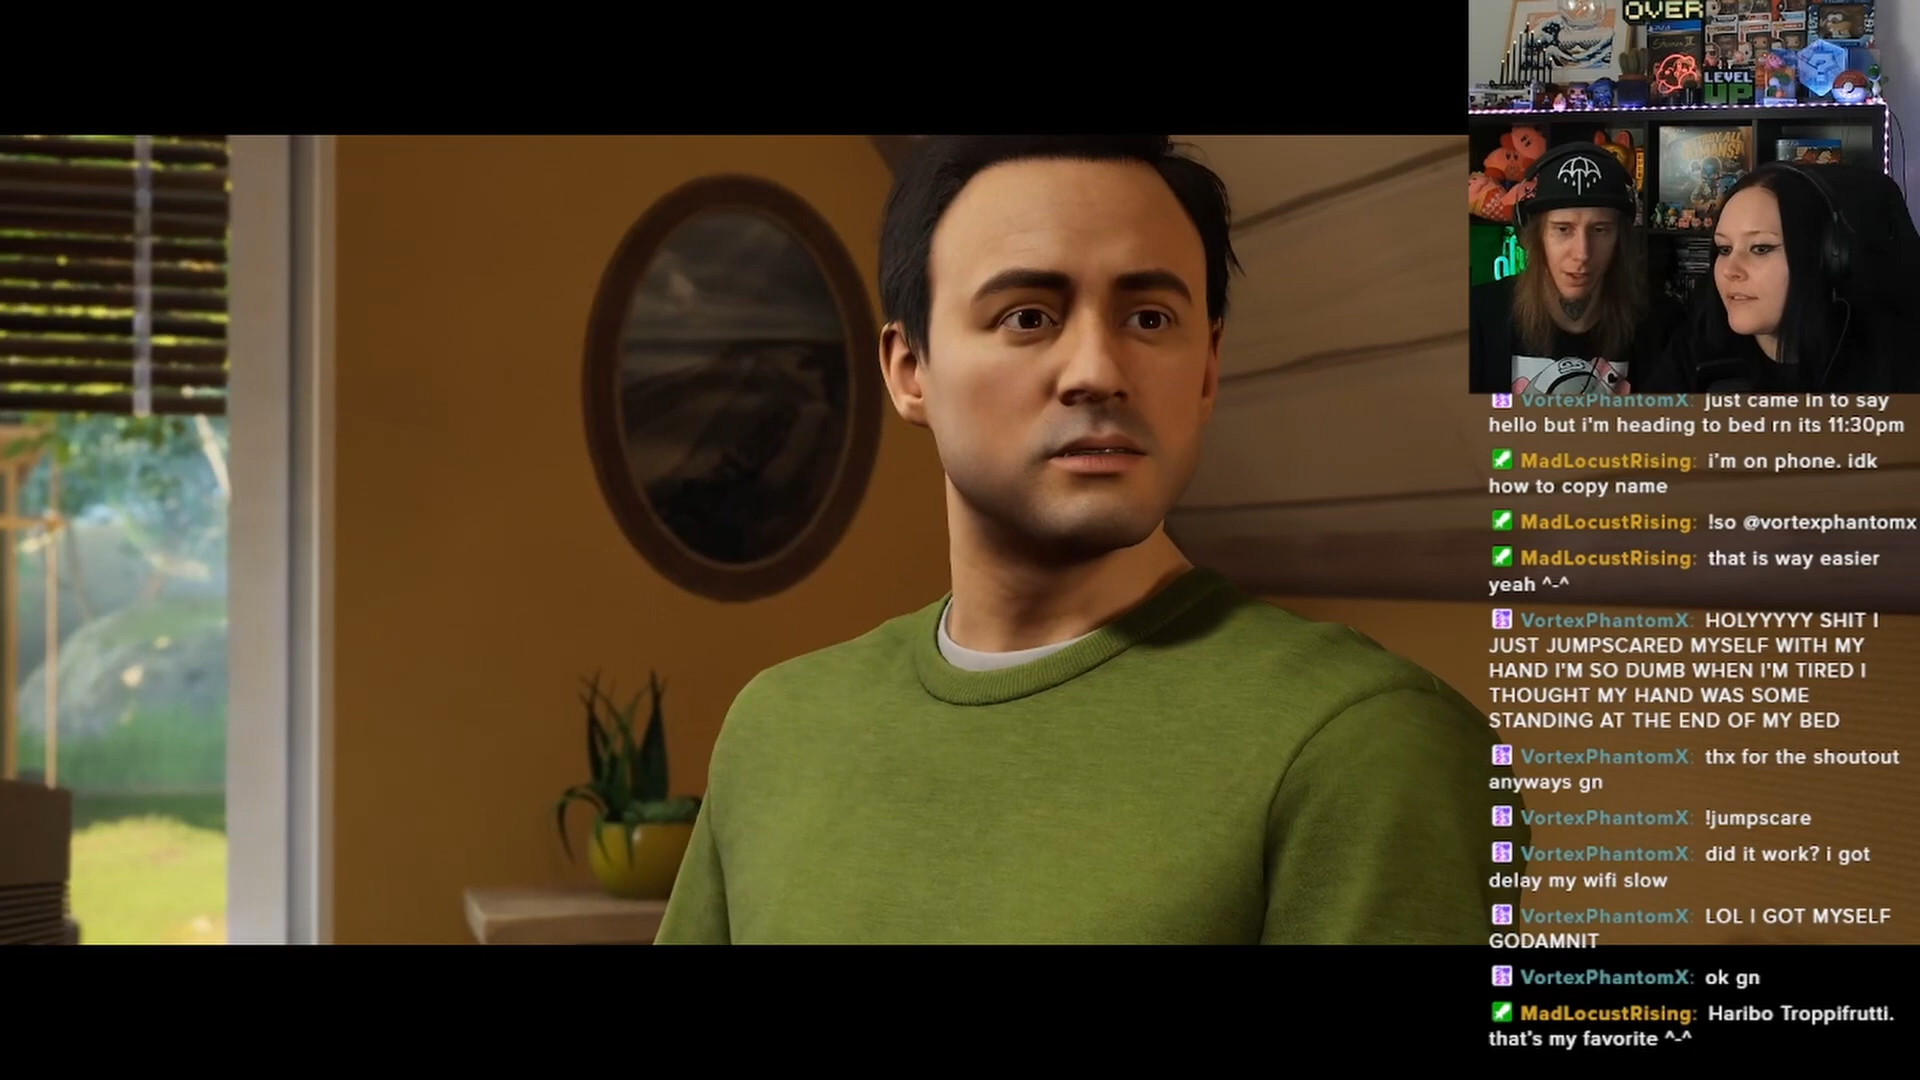 OVER
LEVEL
UP
VortexPhantomX: just came in to say
hello but i'm heading to bed rn its 11:30pm
MadLocustRising: i'm on phone. idk
how to copy name
MadLocustRising: !so @vortexphantomx
MadLocustRising: that is way easier
yeah ^-^
VortexPhantomX: HOLYYYYY SHIT I
JUST JUMPSCARED MYSELF WITH MY
HAND I'M SO DUMB WHEN I'M TIRED I
THOUGHT MY HAND WAS SOME
STANDING AT THE END OF MY BED
VortexPhantomX: thx for the shoutout
anyways gn
VortexPhantomX: !jumpscare
VortexPhantomX: did it work? i got
delay my wifi slow
VortexPhantomX: LOL I GOT MYSELF
GODAMNIT
VortexPhantomX: ok gn
MadLocustRising: Haribo Troppifrutti.
that's my favorite ^-^